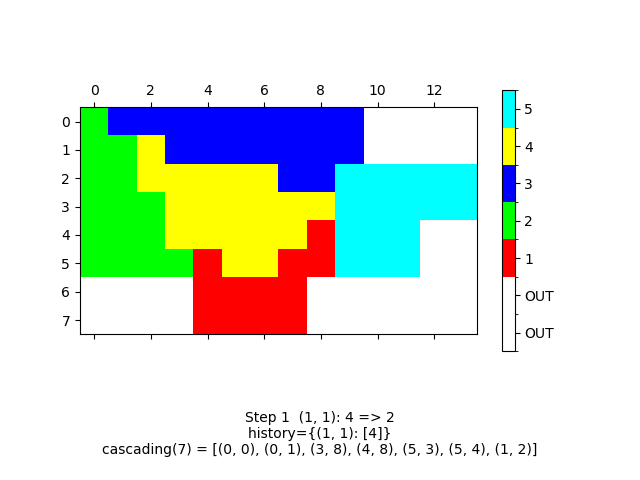 0 2 4 6 8 10 12
0
1
2
3
4
5
6
7
5
4
3
2
1
OUT
OUT
Step 1  (1, 1): 4 => 2
history={(1, 1): [4]}
cascading(7) = [(0, 0), (0, 1), (3, 8), (4, 8), (5, 3), (5, 4), (1, 2)]